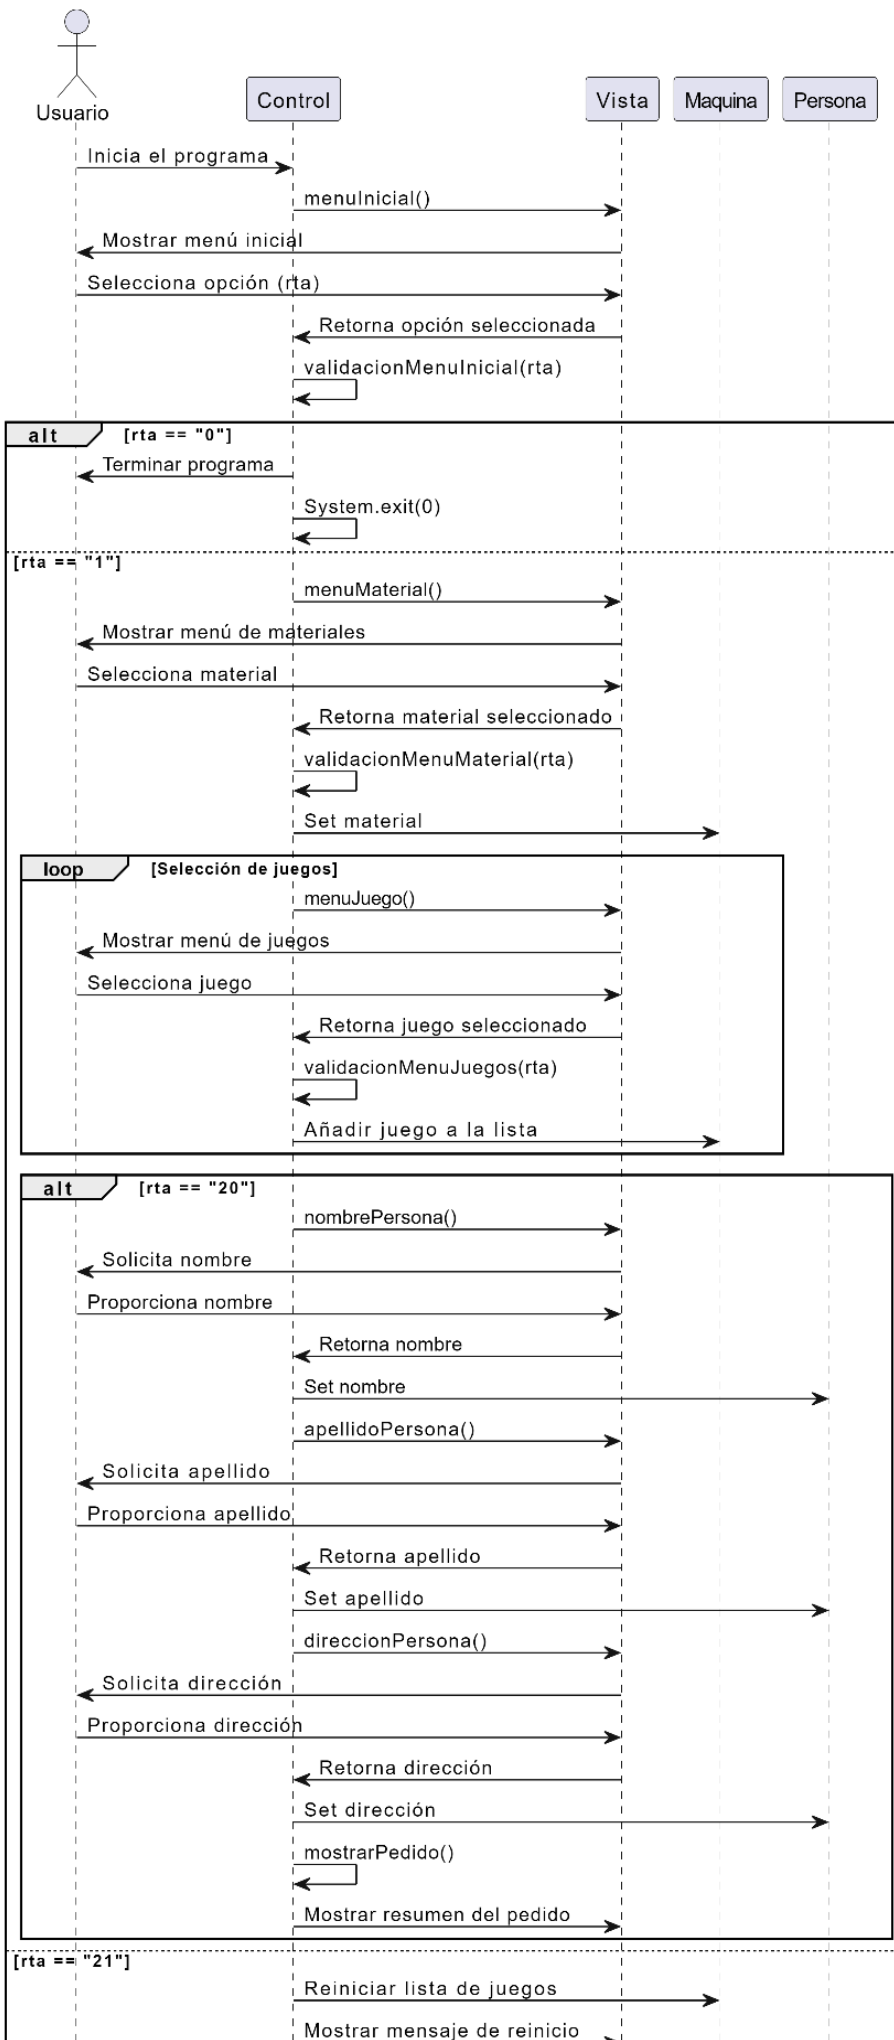 Usuario
Control
Vista
Maquina
Persona
Inicia el programa
menuInicial()
Mostrar menú inicial
Selecciona opción (rta)
Retorna opción seleccionada
validacionMenuInicial(rta)
alt [rta == "0"]
Terminar programa
System.exit(0)
[rta == "1"]
menuMaterial()
Mostrar menú de materiales
Selecciona material
Retorna material seleccionado
validacionMenuMaterial(rta)
Set material
loop [Selección de juegos]
menuJuego()
Mostrar menú de juegos
Selecciona juego
Retorna juego seleccionado
validacionMenuJuegos(rta)
Añadir juego a la lista
alt [rta == "20"]
nombrePersona()
Solicita nombre
Proporciona nombre
Retorna nombre
Set nombre
apellidoPersona()
Solicita apellido
Proporciona apellido
Retorna apellido
Set apellido
direccionPersona()
Solicita dirección
Proporciona dirección
Retorna dirección
Set dirección
mostrarPedido()
Mostrar resumen del pedido
[rta == "21"]
Reiniciar lista de juegos
Mostrar mensaje de reinicio